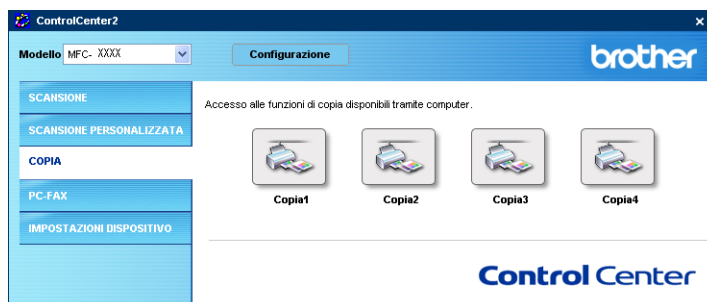 ControlCenter2
Modello MFC- XXXX
Configurazione
brother
SCANSIONE
SCANSIONE PERSONALIZZATA
COPIA
PC-FAX
IMPOSTAZIONI DISPOSITIVO
Accesso alle funzioni di copia disponibili tramite computer.
Copia1 Copia2 Copia3 Copia4
Control Center